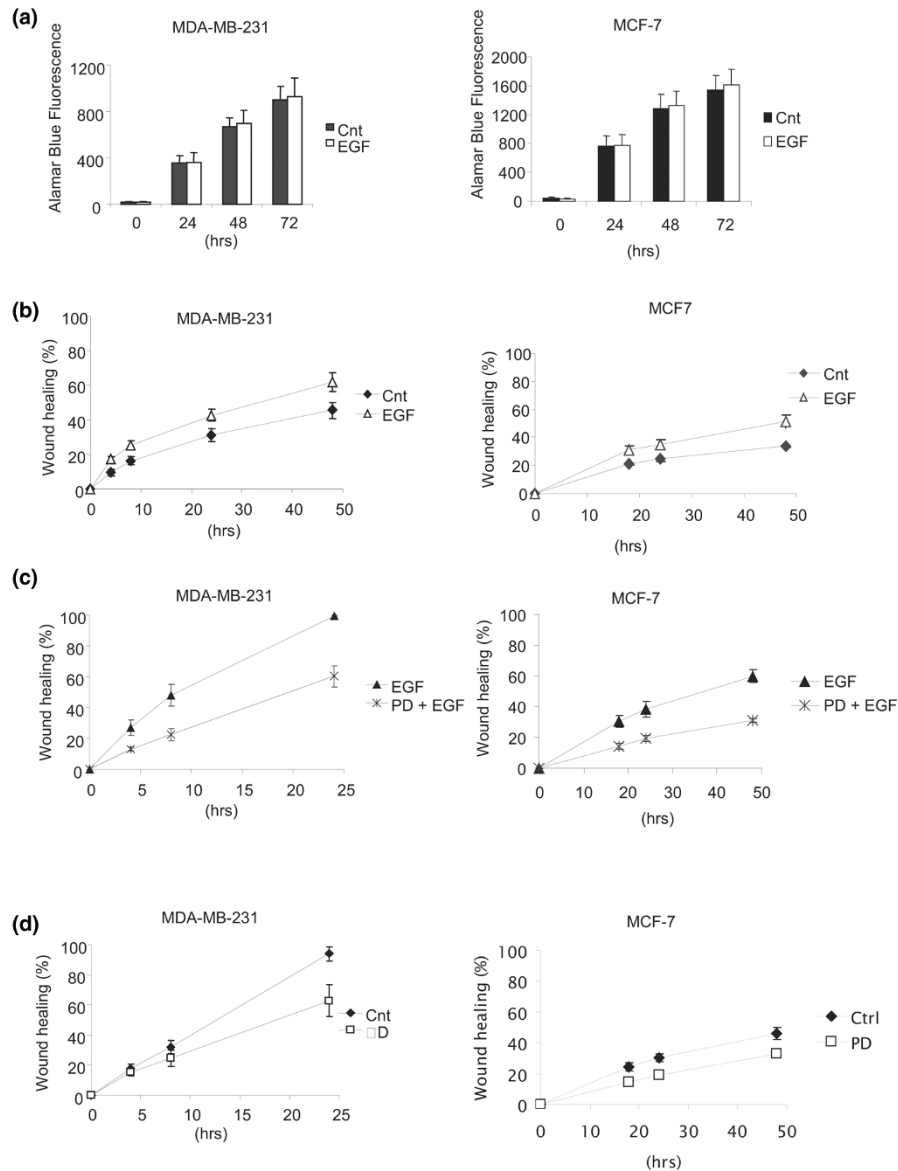 (a)
MDA-MB-231
Alamar Blue Fluorescence
1200
800
400
0
0 24 48 72
(hrs)
Cnt
EGF
MCF-7
Alamar Blue Fluorescence
2000
1600
1200
800
400
0
0 24 48 72
(hrs)
Cnt
EGF
(b)
MDA-MB-231
Wound healing (%)
100
80
60
40
20
0
0 10 20 30 40 50
(hrs)
Cnt
EGF
MCF7
Wound healing (%)
100
80
60
40
20
0
0 10 20 30 40 50
(hrs)
Cnt
EGF
(c)
MDA-MB-231
Wound healing (%)
100
80
60
40
20
0
0 5 10 15 20 25
(hrs)
EGF
PD + EGF
MCF-7
Wound healing (%)
100
80
60
40
20
0
0 10 20 30 40 50
(hrs)
EGF
PD + EGF
(d)
MDA-MB-231
Wound healing (%)
100
80
60
40
20
0
0 5 10 15 20 25
(hrs)
Cnt
□D
MCF-7
Wound healing (%)
100
80
60
40
20
0
0 10 20 30 40 50
(hrs)
Ctrl
PD